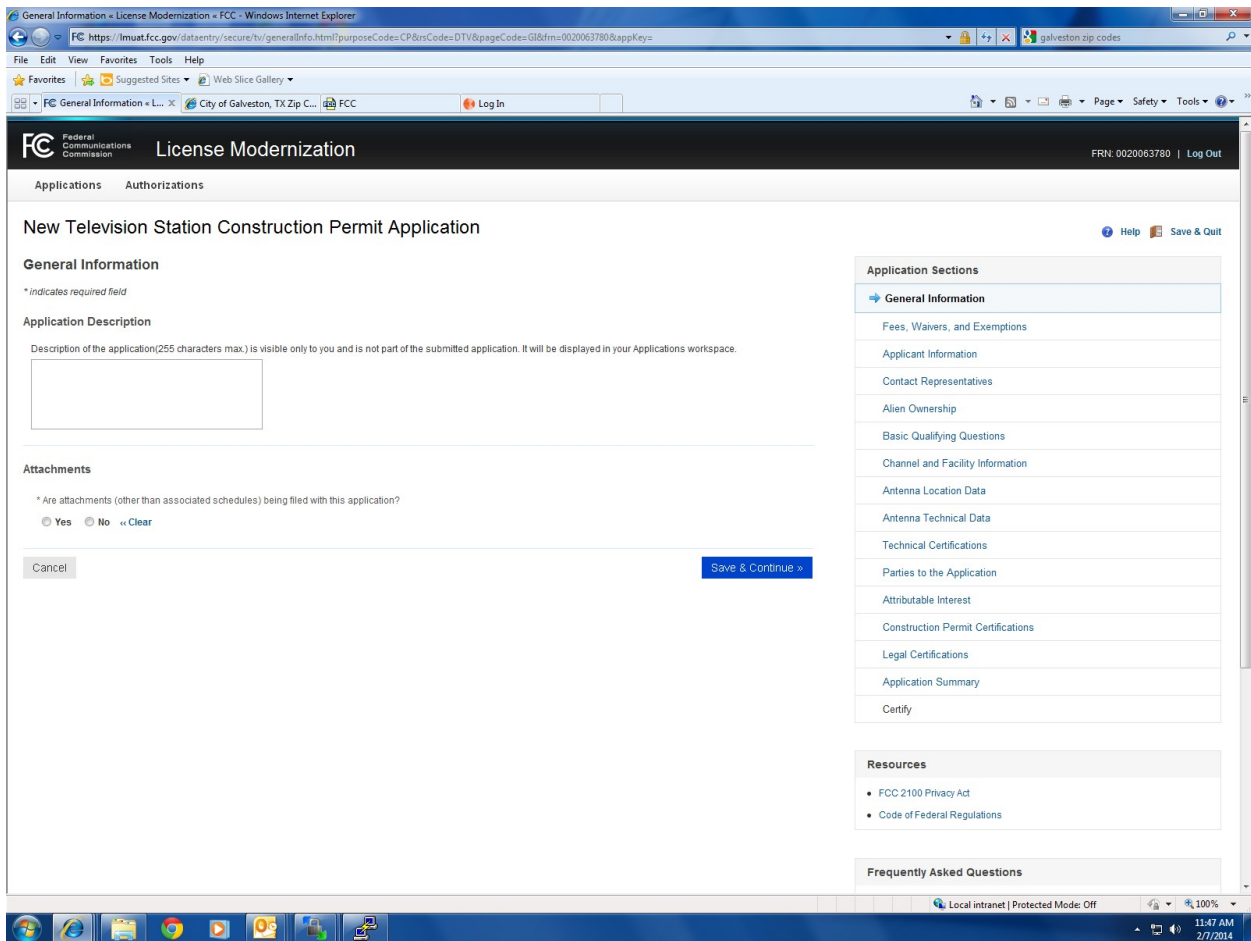 General Information « License Modernization « FCC - Windows Internet Explorer
FC https://lmuat.fcc.gov/dataentry/secure/tv/generalInfo.html?purposeCode=CP&rsCode=DTV&pageCode=GI&frn=0020063780&appKey=
galveston zip codes
File Edit View Favorites Tools Help
Favorites Suggested Sites Web Slice Gallery
FC General Information « L... X City of Galveston, TX Zip C... FCC Log In
Page Safety Tools
FC Federal Communications Commission License Modernization
FRN: 0020063780 | Log Out
Applications Authorizations
New Television Station Construction Permit Application
Help Save & Quit
General Information
* indicates required field
Application Description
Description of the application(255 characters max.) is visible only to you and is not part of the submitted application. It will be displayed in your Applications workspace.
Attachments
* Are attachments (other than associated schedules) being filed with this application?
Yes No « Clear
Cancel
Save & Continue »
Application Sections
General Information
Fees, Waivers, and Exemptions
Applicant Information
Contact Representatives
Alien Ownership
Basic Qualifying Questions
Channel and Facility Information
Antenna Location Data
Antenna Technical Data
Technical Certifications
Parties to the Application
Attributable Interest
Construction Permit Certifications
Legal Certifications
Application Summary
Certify
Resources
• FCC 2100 Privacy Act
• Code of Federal Regulations
Frequently Asked Questions
Local intranet | Protected Mode: Off
100%
11:47 AM
2/7/2014